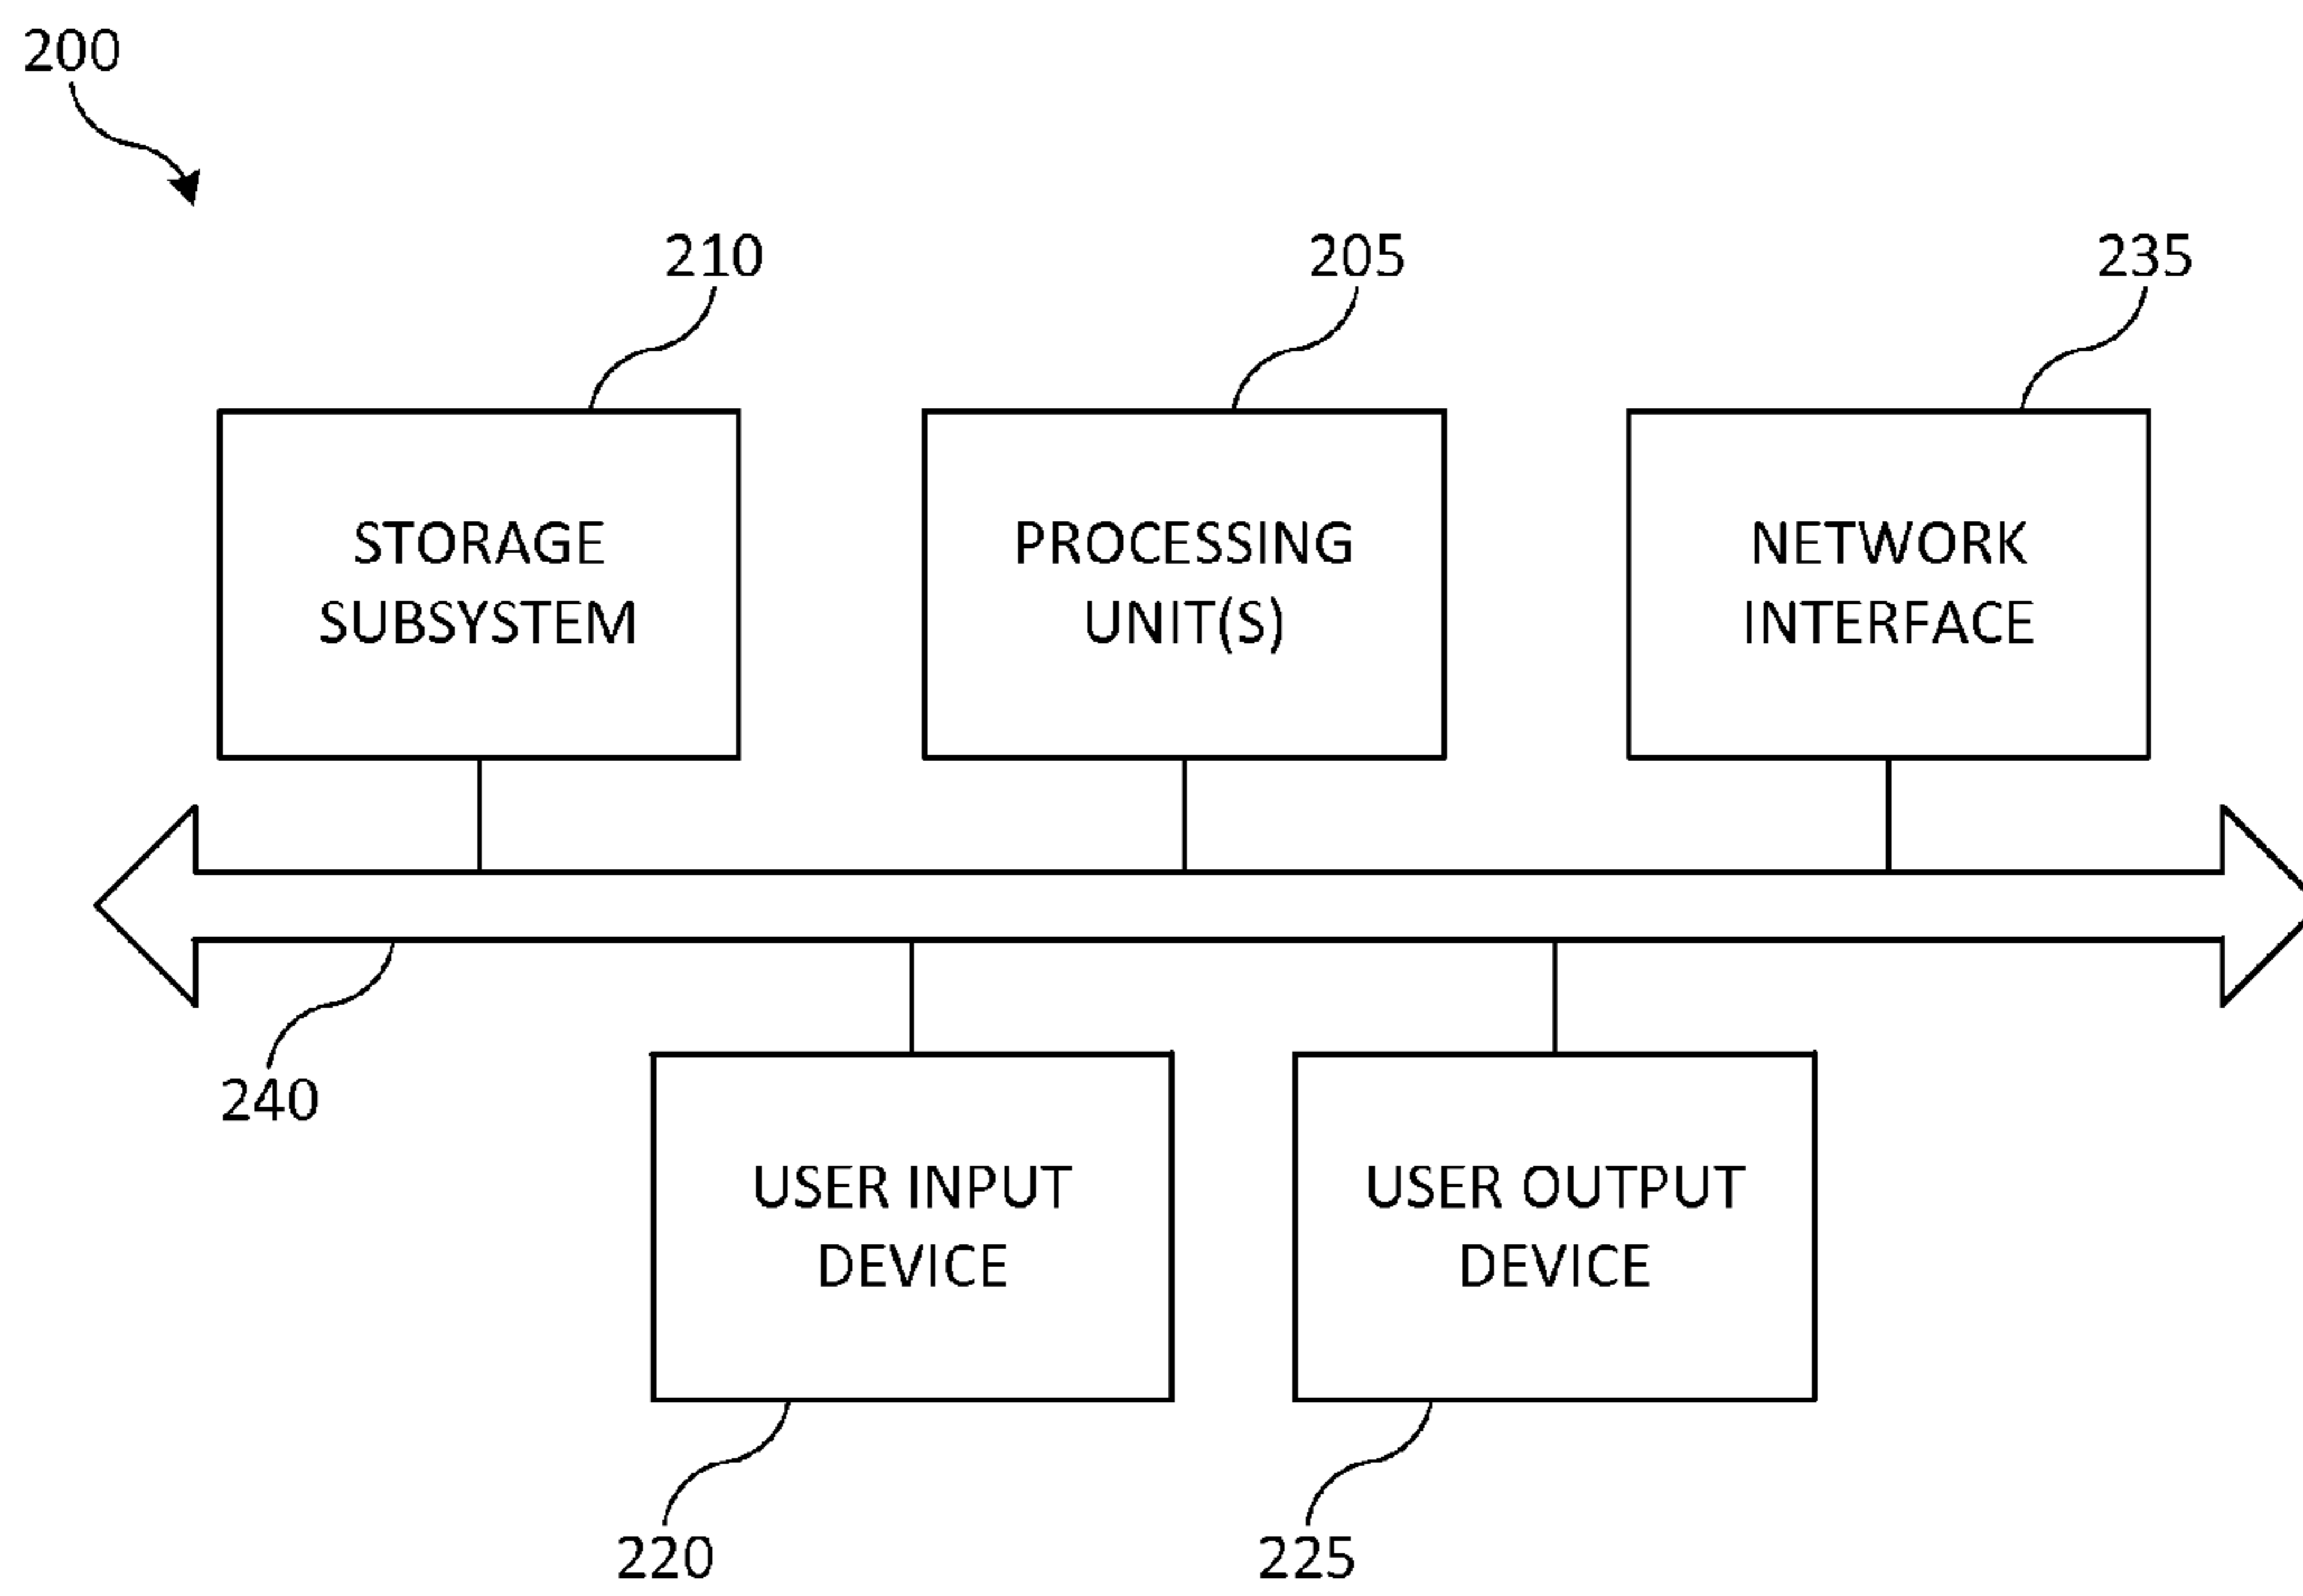 200
210
205
235
STORAGE
SUBSYSTEM
PROCESSING
UNIT(S)
NETWORK
INTERFACE
240
USER INPUT
DEVICE
USER OUTPUT
DEVICE
220
225